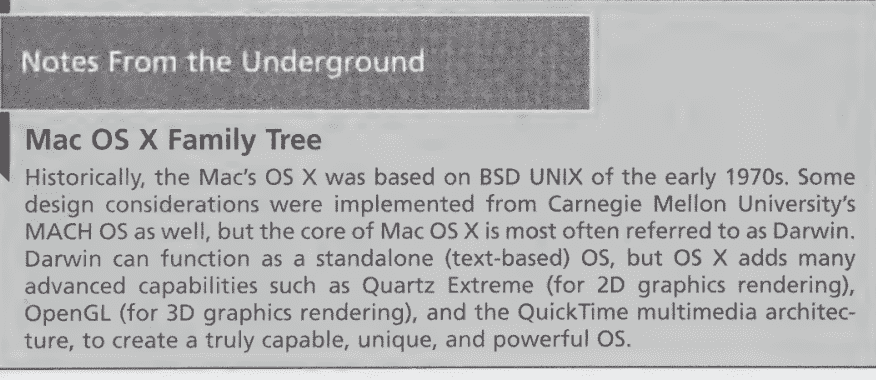 Notes From the Underground
Mac OS X Family Tree
Historically, the Mac's OS X was based on BSD UNIX of the early 1970s. Some
design considerations were implemented from Carnegie Mellon University's
MACH OS as well, but the core of Mac OS X is most often referred to as Darwin.
Darwin can function as a standalone (text-based) OS, but OS X adds many
advanced capabilities such as Quartz Extreme (for 2D graphics rendering),
OpenGL (for 3D graphics rendering), and the QuickTime multimedia architec-
ture, to create a truly capable, unique, and powerful OS.